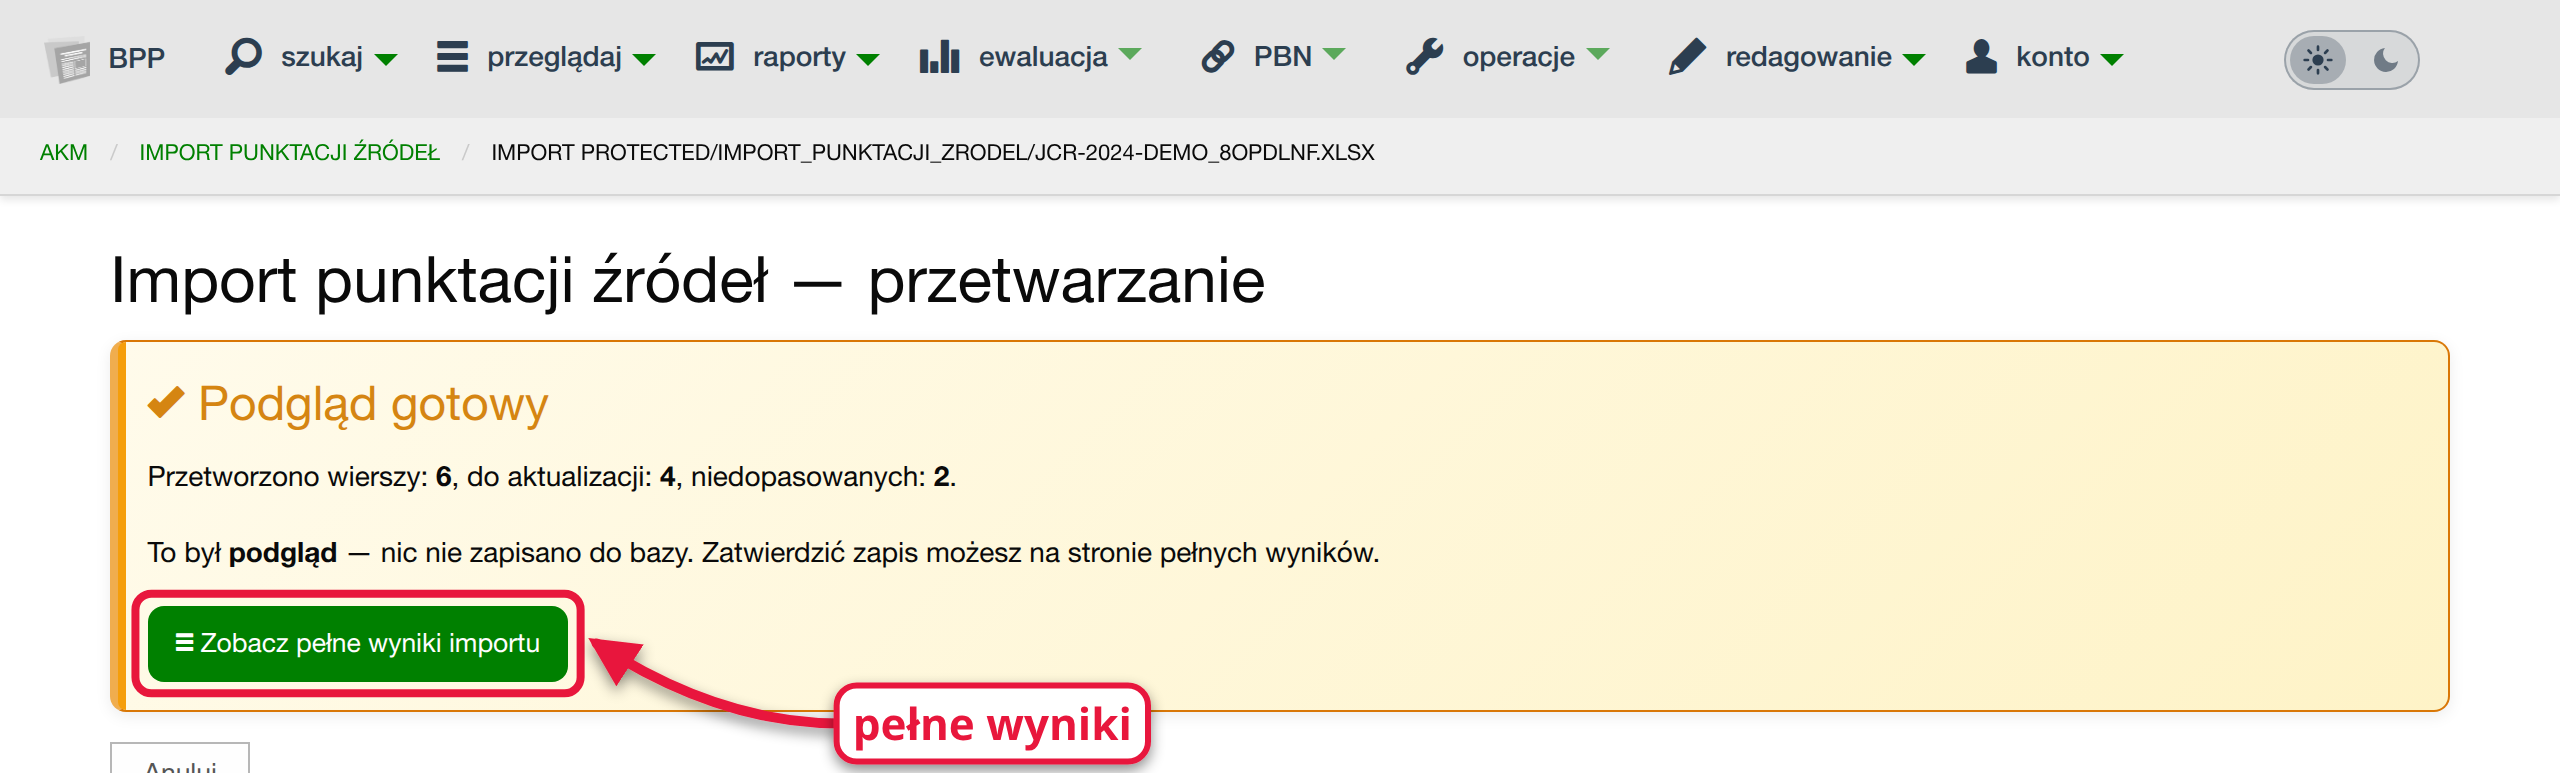 BPP szukaj przeglądaj raporty ewaluacja PBN operacje redagowanie konto
AKM / IMPORT PUNKTACJI ŹRÓDEŁ / IMPORT PROTECTED/IMPORT_PUNKTACJI_ZRODEL/JCR-2024-DEMO_8OPDLNF.XLSX
Import punktacji źródeł — przetwarzanie
Podgląd gotowy
Przetworzono wierszy: 6, do aktualizacji: 4, niedopasowanych: 2.
To był podgląd — nic nie zapisano do bazy. Zatwierdzić zapis możesz na stronie pełnych wyników.
Zobacz pełne wyniki importu
pełne wyniki
Anuluj